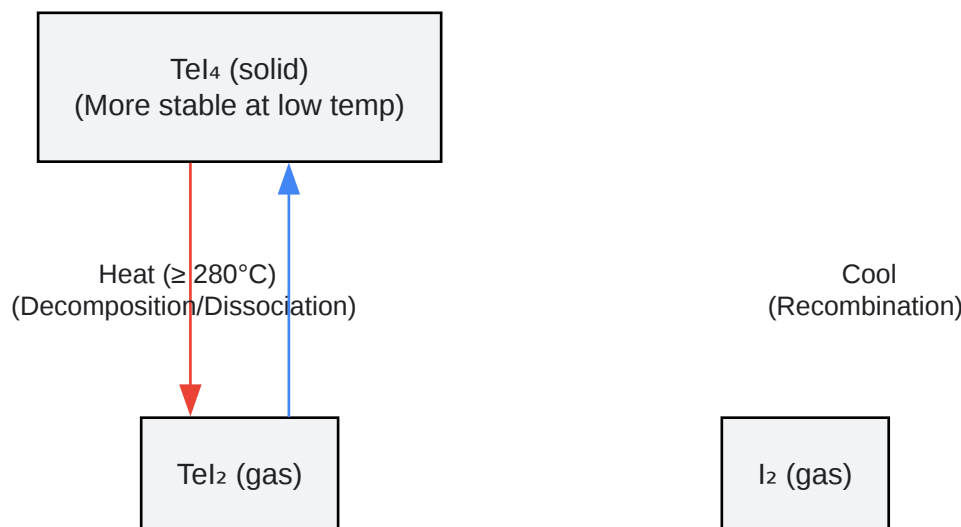 TeI₄ (solid)
(More stable at low temp)
Heat (≥ 280°C)
(Decomposition/Dissociation)
Cool
(Recombination)
TeI₂ (gas)
I₂ (gas)